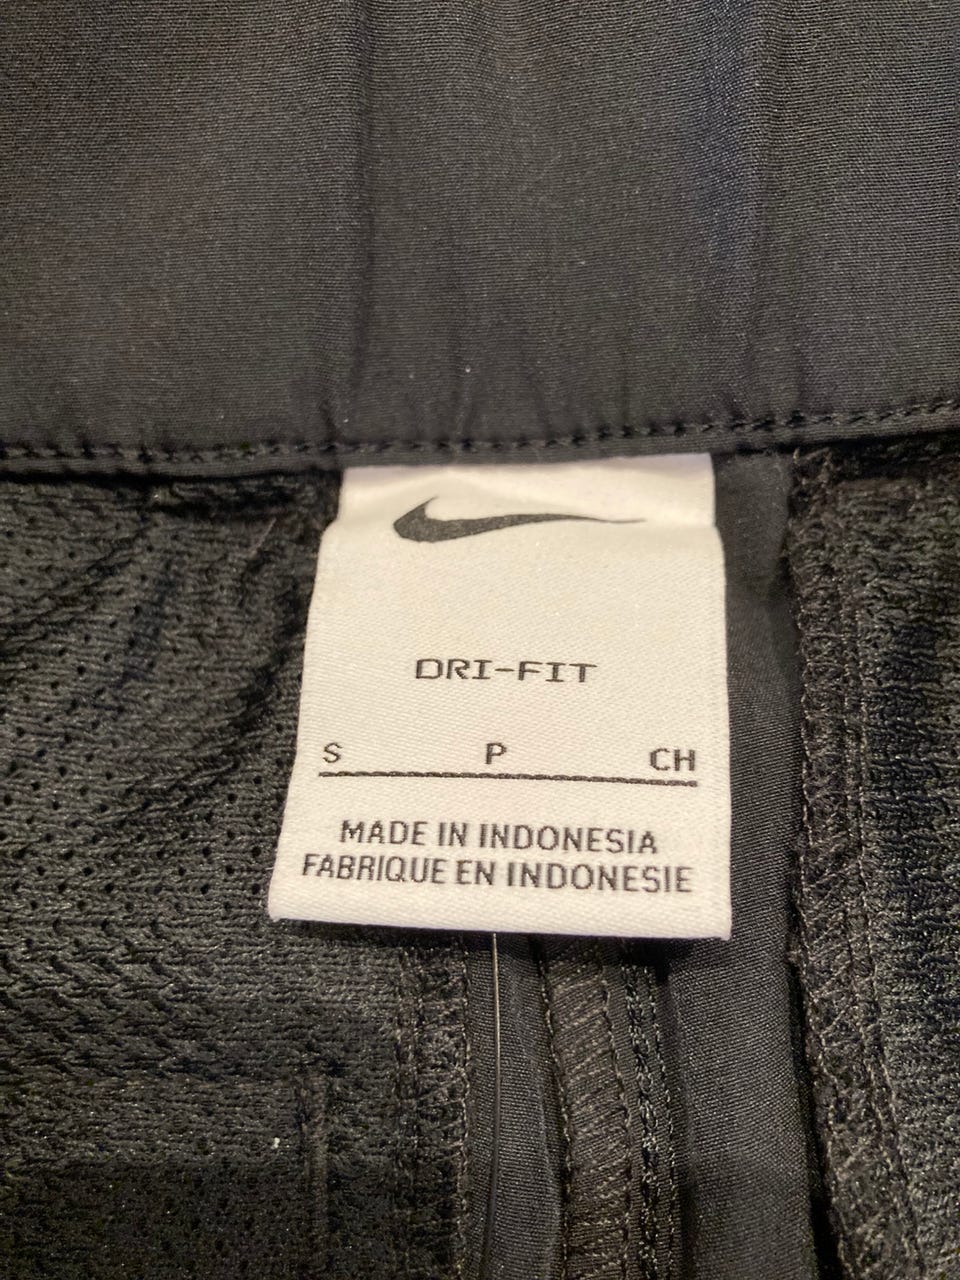 DRI-FIT
S P CH
MADE IN INDONESIA
FABRIQUE EN INDONESIE